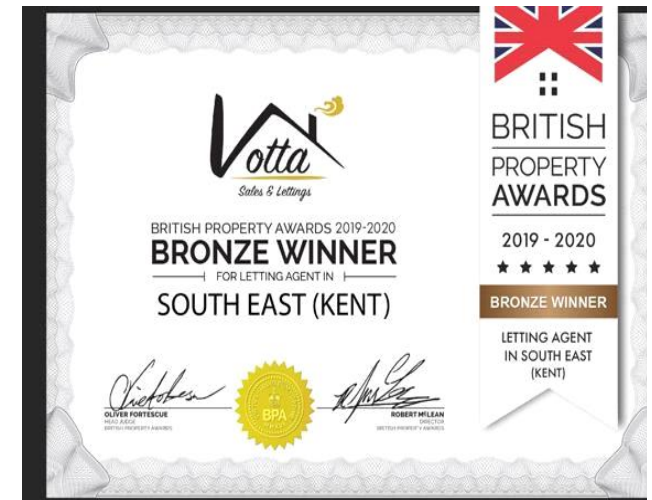 Votta
Sales & Lettings
BRITISH PROPERTY AWARDS 2019-2020
BRONZE WINNER
FOR LETTING AGENT IN
SOUTH EAST (KENT)
OLIVER FORTESCUE
HEAD JUDGE
BRITISH PROPERTY AWARDS
BPA
ROBERT McLEAN
DIRECTOR
BRITISH PROPERTY AWARDS
BRITISH
PROPERTY
AWARDS
2019 - 2020
BRONZE WINNER
LETTING AGENT
IN SOUTH EAST
(KENT)